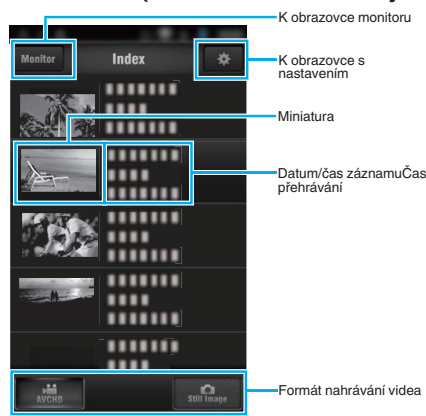 K obrazovce monitoru
Monitor
Index
K obrazovce s
nastavením
Miniatura
Datum/čas záznamuČas
přehrávání
AVCHD
Still Image
Formát nahrávání videa